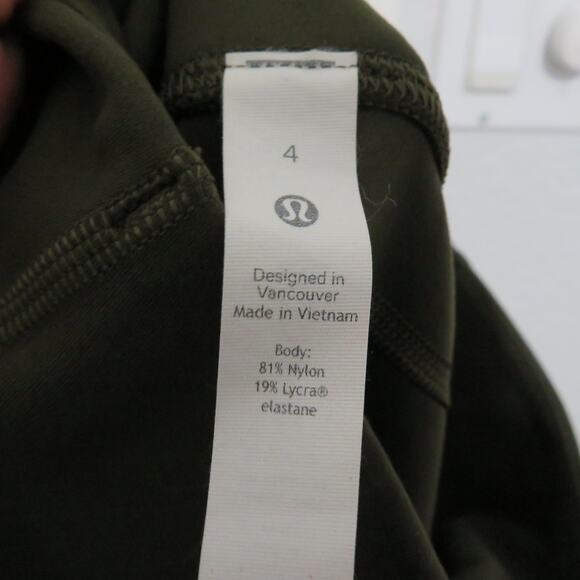 4
Designed in
Vancouver
Made in Vietnam
Body:
81% Nylon
19% Lycra®
elastane